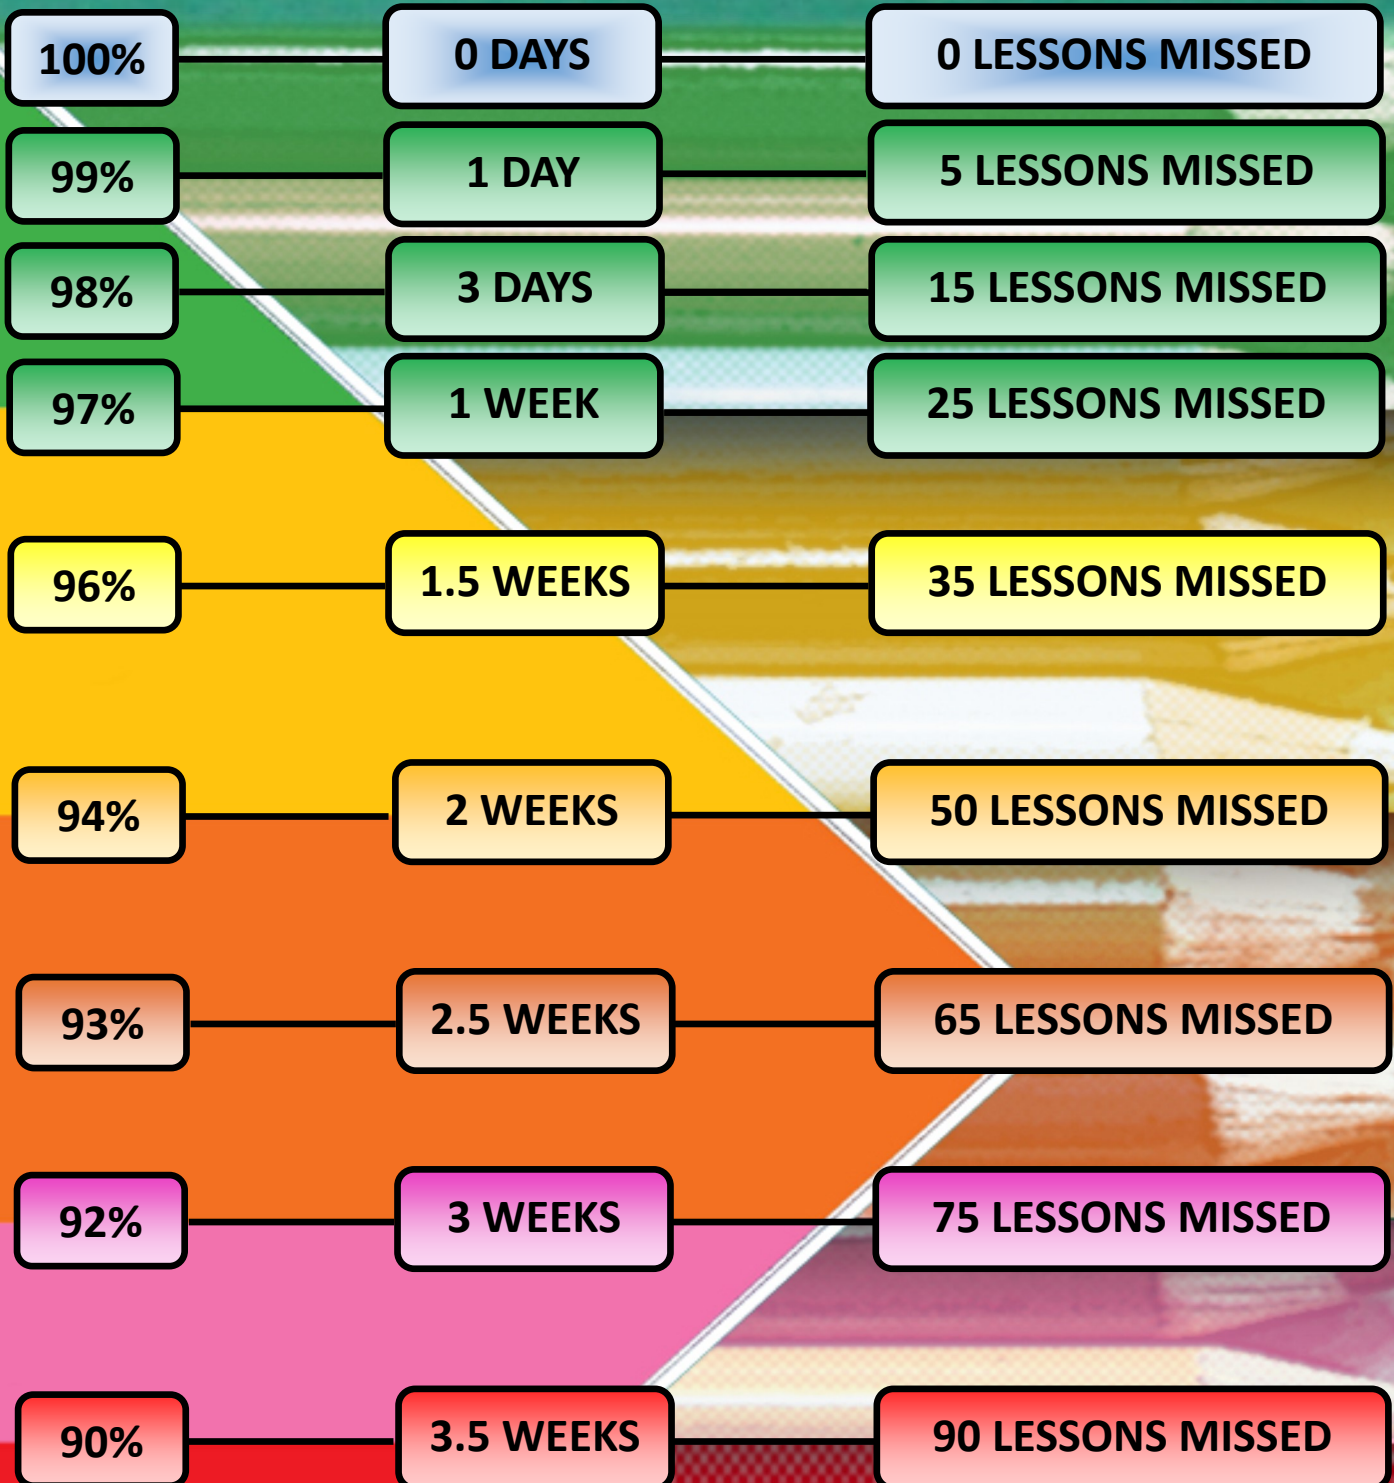 100% 0 DAYS 0 LESSONS MISSED
99% 1 DAY 5 LESSONS MISSED
98% 3 DAYS 15 LESSONS MISSED
97% 1 WEEK 25 LESSONS MISSED
96% 1.5 WEEKS 35 LESSONS MISSED
94% 2 WEEKS 50 LESSONS MISSED
93% 2.5 WEEKS 65 LESSONS MISSED
92% 3 WEEKS 75 LESSONS MISSED
90% 3.5 WEEKS 90 LESSONS MISSED